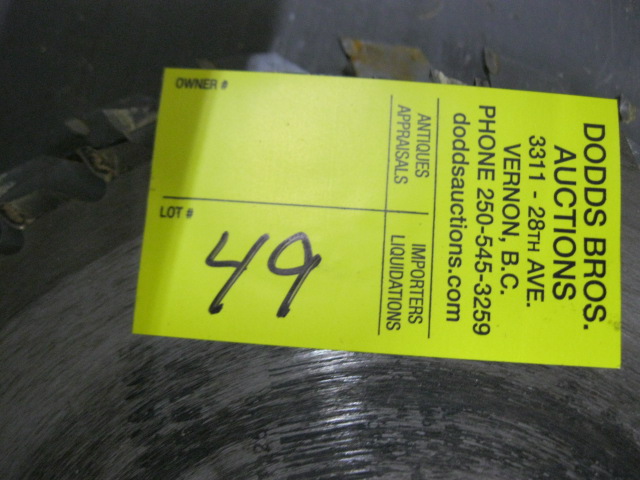 DODDS BROS.
AUCTIONS
3311 - 28TH AVE.
VERNON, B.C.
PHONE 250-545-3259
doddsauctions.com
ANTIQUES
APPRAISALS
IMPORTERS
LIQUIDATIONS
OWNER #
LOT #
49